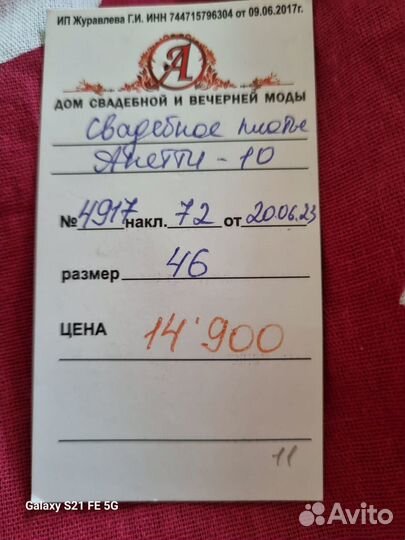 ИП Журавлева Г.И. ИНН 744715796304 от 09.06.2017г.
А
ДОМ СВАДЕБНОЙ И ВЕЧЕРНЕЙ МОДЫ
Свадебное платье
Анетти - 10
№ 4917 накл. 72 от 20.06.23
размер 46
ЦЕНА 14'900
11
Galaxy S21 FE 5G
Avito